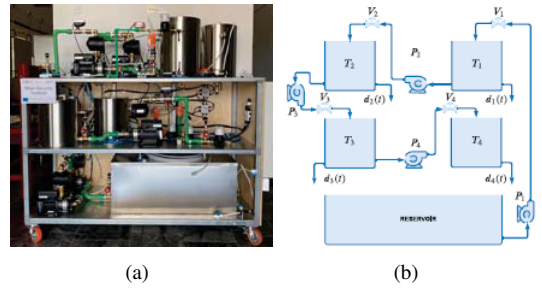 V₂
V₁
P₂
T₂
T₁
d₂(t)
d₁(t)
P₃
V₃
V₄
T₃
P₄
T₄
d₃(t)
d₄(t)
P₁
RESERVOIR
(a)
(b)